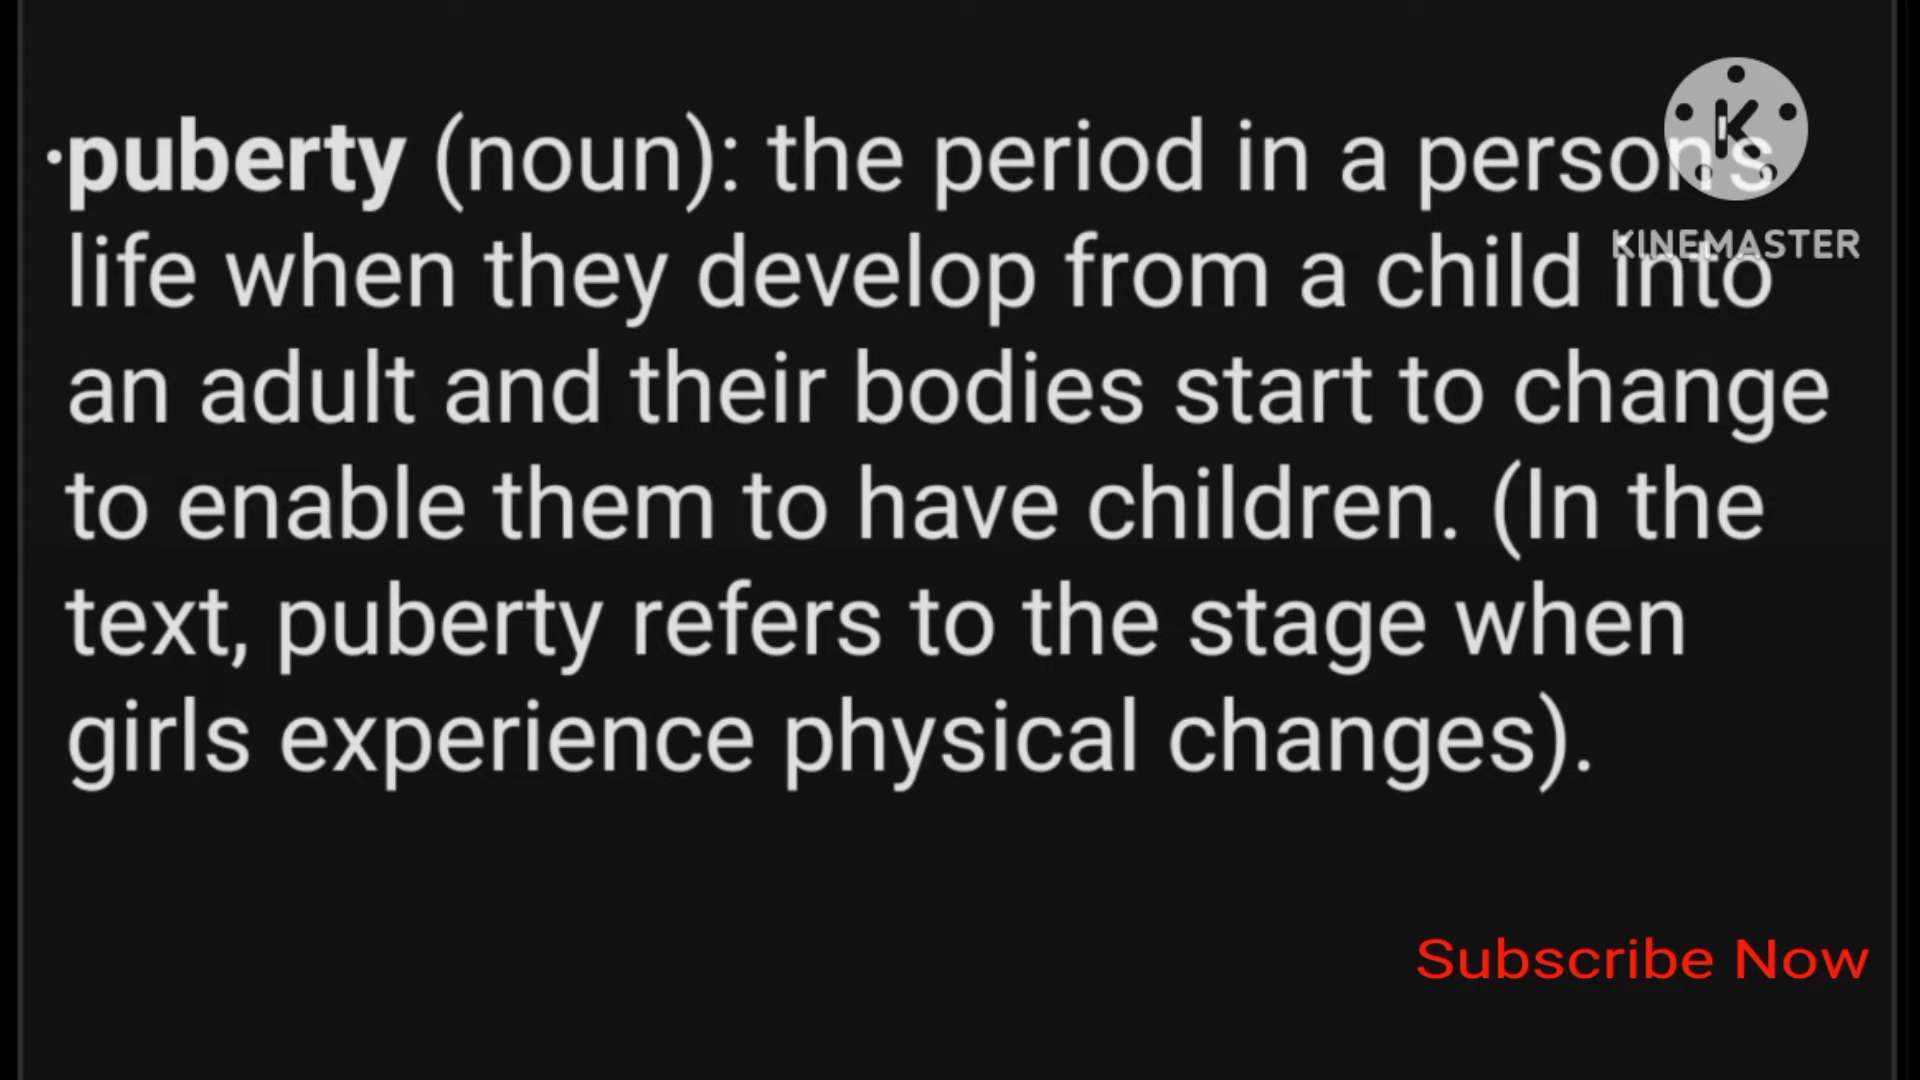 ·puberty (noun): the period in a person's
life when they develop from a child into
an adult and their bodies start to change
to enable them to have children. (In the
text, puberty refers to the stage when
girls experience physical changes).
K
KINEMASTER
Subscribe Now